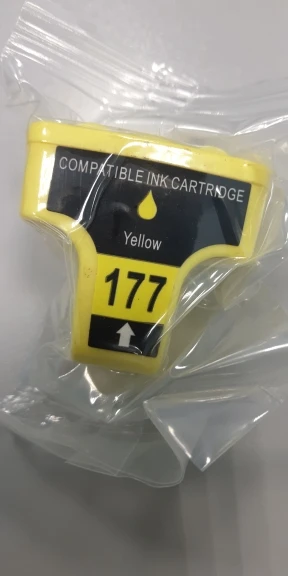 COMPATIBLE INK CARTRIDGE
Yellow
177